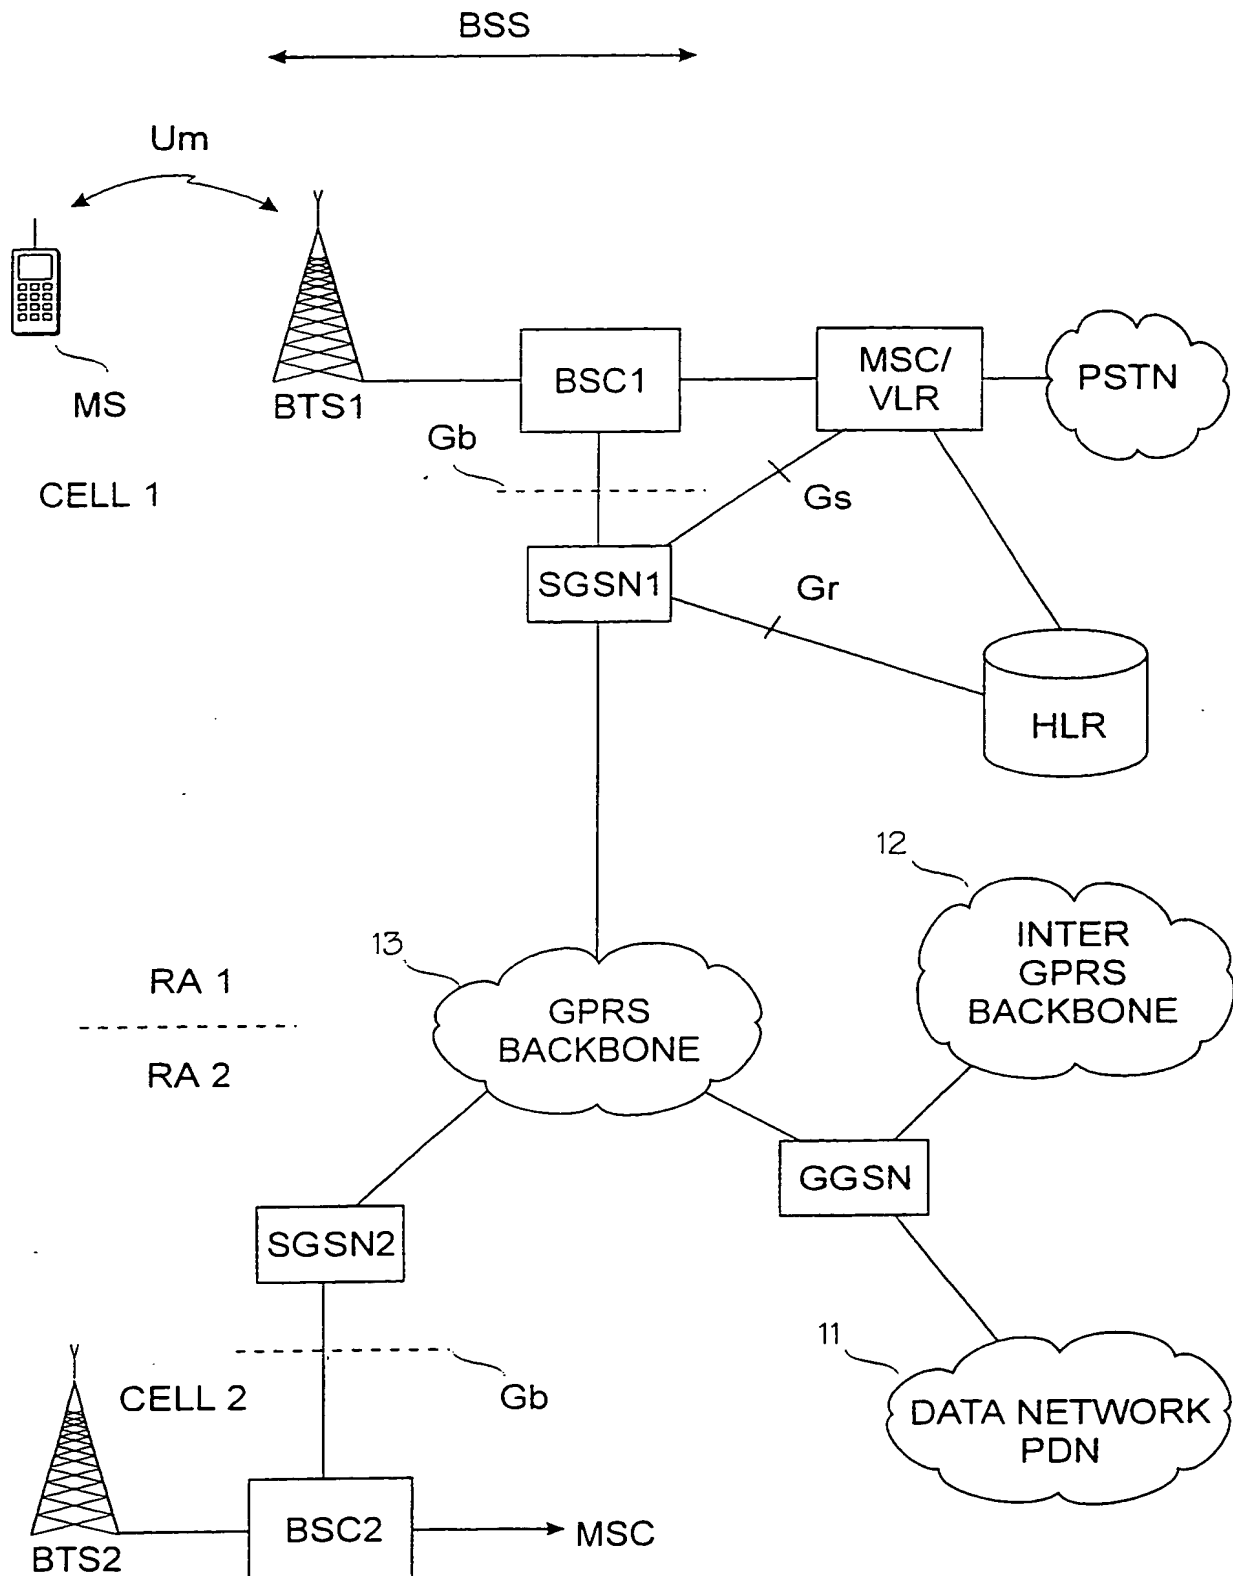 BSS
Um
MS
BTS1
BSC1
MSC/
VLR
PSTN
Gb
CELL 1
Gs
SGSN1
Gr
HLR
12
13
INTER
GPRS
BACKBONE
RA 1
GPRS
BACKBONE
RA 2
GGSN
SGSN2
11
CELL 2
Gb
DATA NETWORK
PDN
BSC2
MSC
BTS2